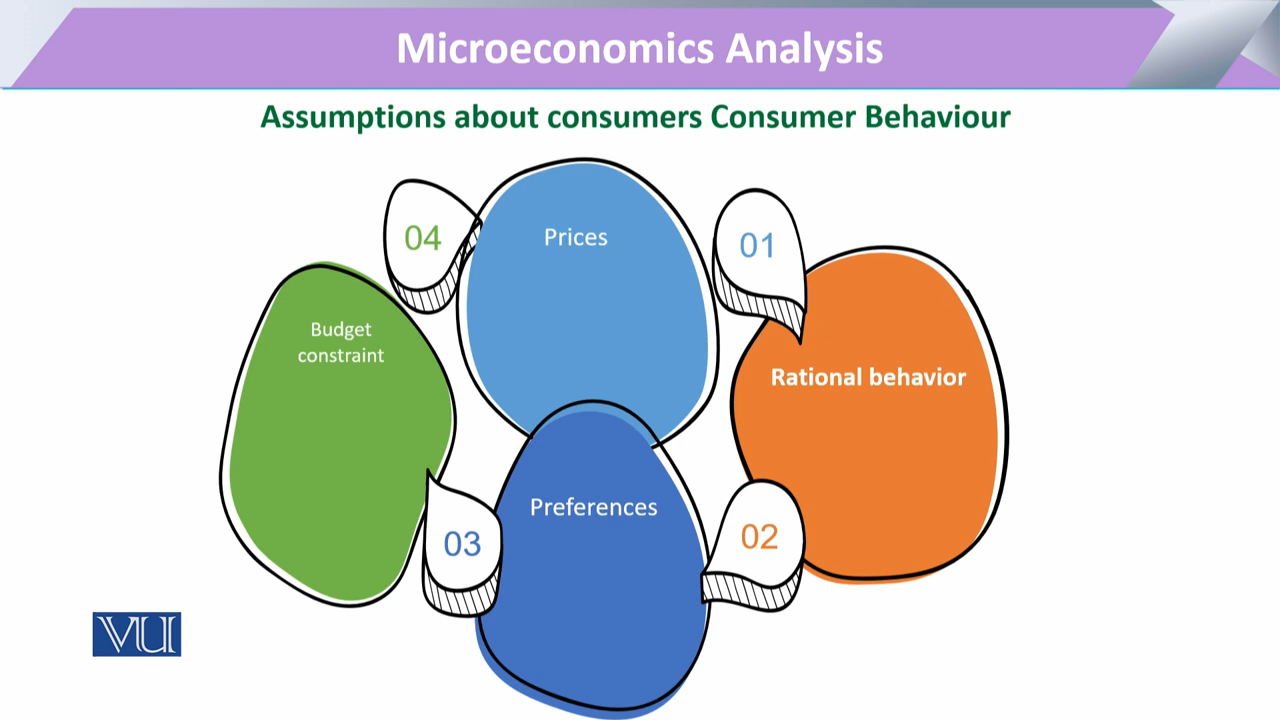 Microeconomics Analysis
Assumptions about consumers Consumer Behaviour
04
Prices
01
Budget
constraint
Rational behavior
Preferences
03
02
VU